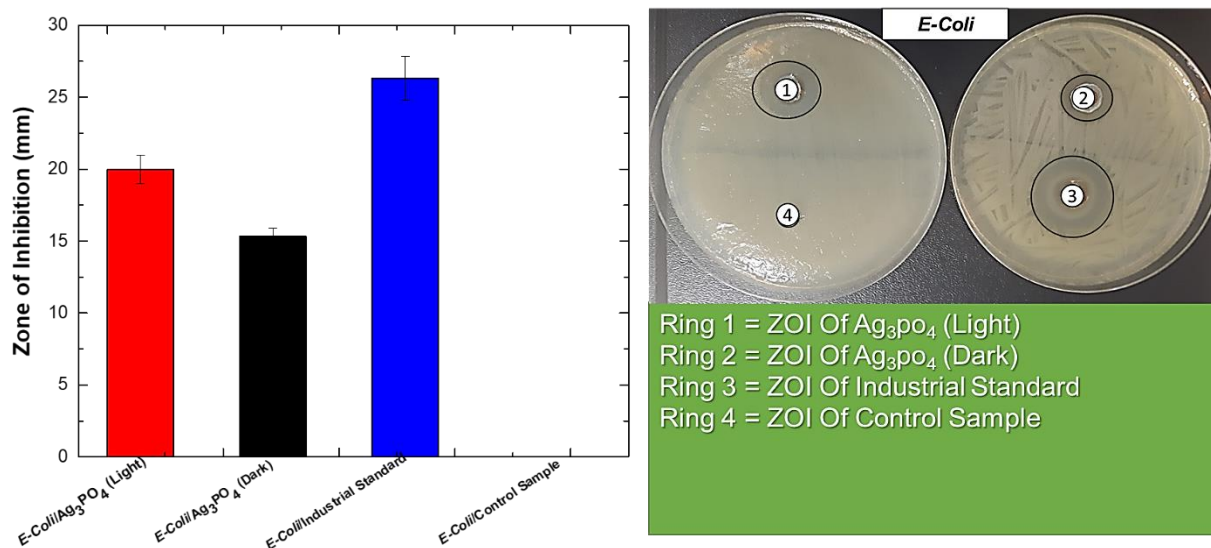 30
25
20
15
10
5
0
Zone of Inhibition (mm)
E-Coli/Ag₃PO₄ (Light)
E-Coli/Ag₃PO₄ (Dark)
E-Coli/Industrial Standard
E-Coli/Control Sample
E-Coli
1
2
3
4
Ring 1 = ZOI Of Ag₃po₄ (Light)
Ring 2 = ZOI Of Ag₃po₄ (Dark)
Ring 3 = ZOI Of Industrial Standard
Ring 4 = ZOI Of Control Sample